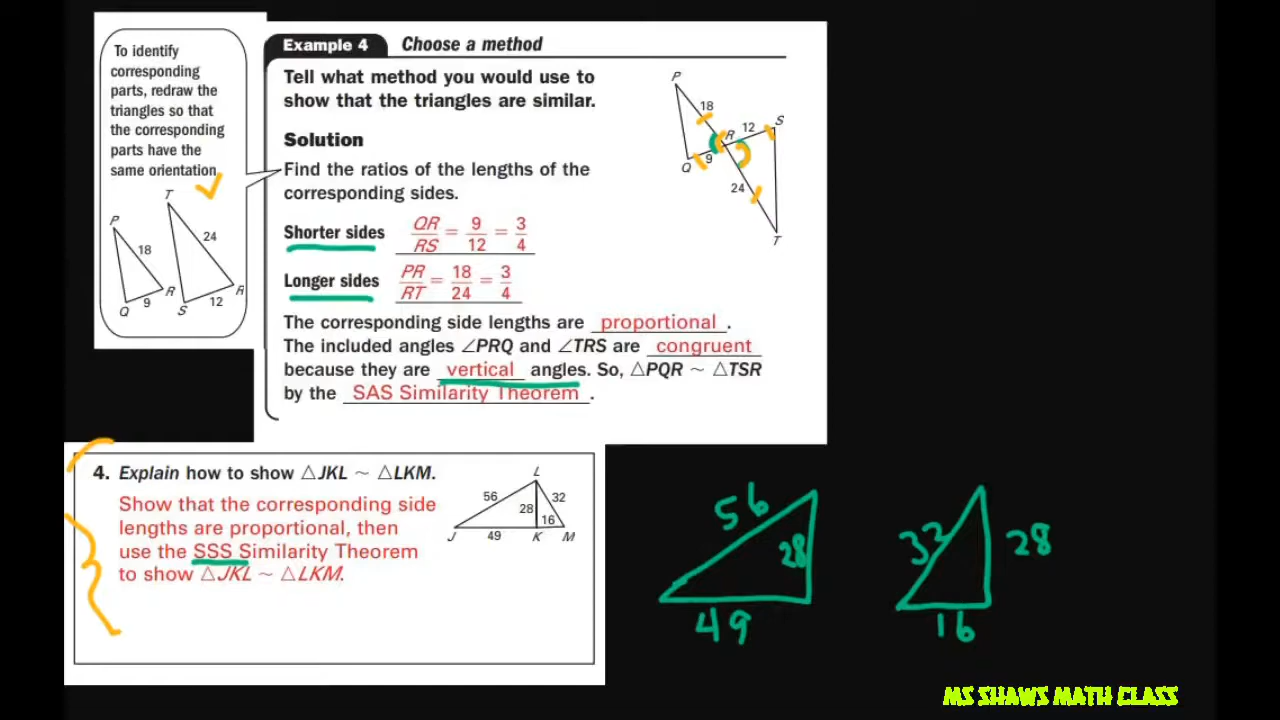 To identify
corresponding
parts, redraw the
triangles so that
the corresponding
parts have the
same orientation
T
P
24
18
R
R
9
12
Q
S
Example 4 Choose a method
Tell what method you would use to
show that the triangles are similar.
Solution
Find the ratios of the lengths of the
corresponding sides.
Shorter sides QR/RS = 9/12 = 3/4
Longer sides PR/RT = 18/24 = 3/4
The corresponding side lengths are proportional.
The included angles ∠PRQ and ∠TRS are congruent
because they are vertical angles. So, △PQR ~ △TSR
by the SAS Similarity Theorem.
P
18
S
12
R
9
Q
24
T
4. Explain how to show △JKL ~ △LKM.
Show that the corresponding side
lengths are proportional, then
use the SSS Similarity Theorem
to show △JKL ~ △LKM.
L
56
32
28
16
J
49
K
M
56
28
49
32
28
16
MS SHAWS MATH CLASS